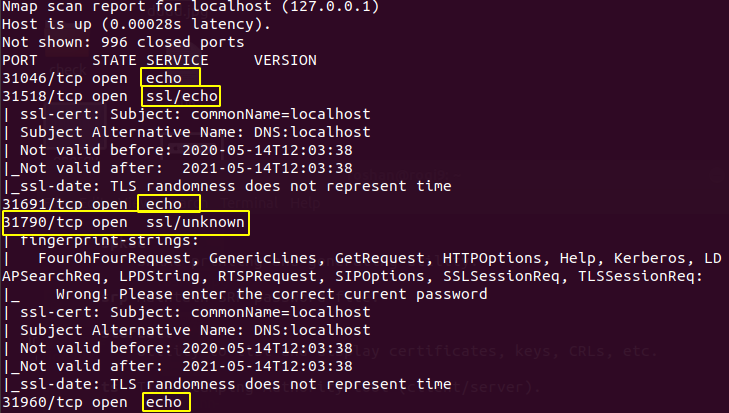 Nmap scan report for localhost (127.0.0.1)
Host is up (0.00028s latency).
Not shown: 996 closed ports
PORT      STATE SERVICE     VERSION
31046/tcp open  echo
31518/tcp open  ssl/echo
| ssl-cert: Subject: commonName=localhost
| Subject Alternative Name: DNS:localhost
| Not valid before: 2020-05-14T12:03:38
|_Not valid after:  2021-05-14T12:03:38
|_ssl-date: TLS randomness does not represent time
31691/tcp open  echo
31790/tcp open  ssl/unknown
| fingerprint-strings:
|   FourOhFourRequest, GenericLines, GetRequest, HTTPOptions, Help, Kerberos, LD
APSearchReq, LPDString, RTSPRequest, SIPOptions, SSLSessionReq, TLSSessionReq:
|_    Wrong! Please enter the correct current password
| ssl-cert: Subject: commonName=localhost
| Subject Alternative Name: DNS:localhost
| Not valid before: 2020-05-14T12:03:38
|_Not valid after:  2021-05-14T12:03:38
|_ssl-date: TLS randomness does not represent time
31960/tcp open  echo